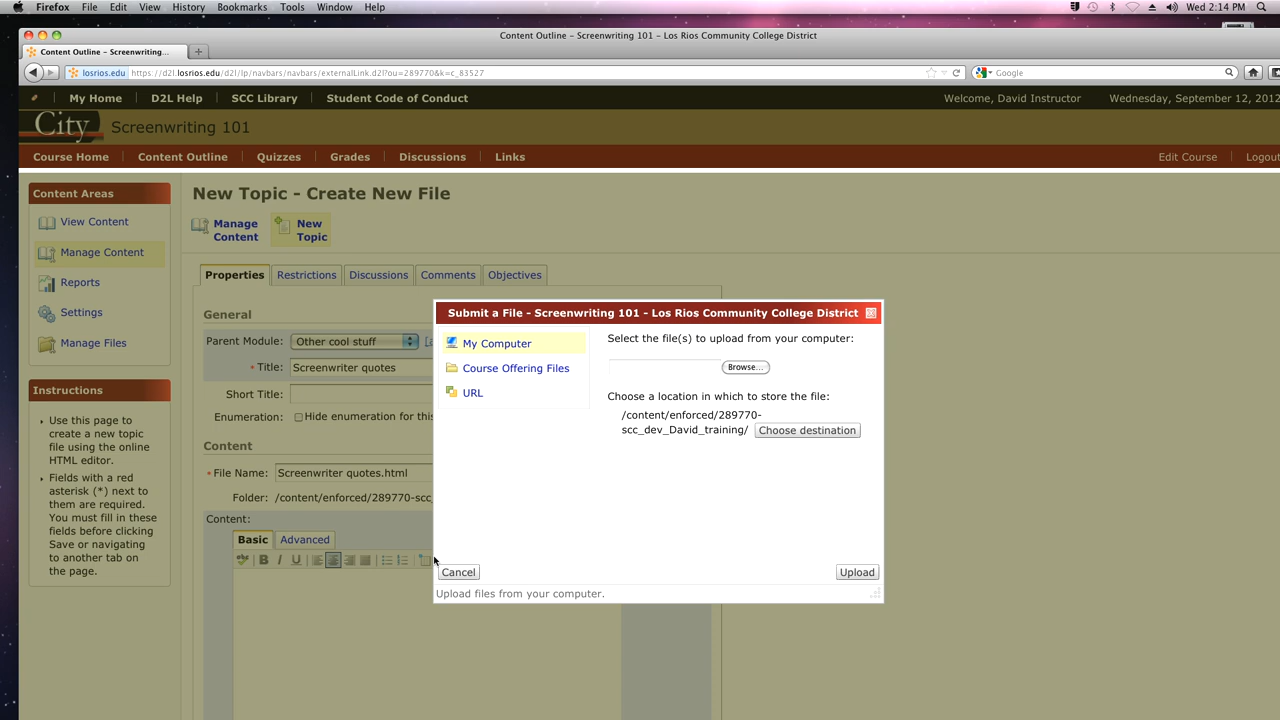 Firefox File Edit View History Bookmarks Tools Window Help Wed 2:14 PM
Content Outline – Screenwriting 101 – Los Rios Community College District
Content Outline – Screenwriting... +
losrios.edu https://d2l.losrios.edu/d2l/lp/navbars/navbars/externalLink.d2l?ou=289770&k=c_83527 Google
My Home D2L Help SCC Library Student Code of Conduct Welcome, David Instructor Wednesday, September 12, 2012
City Screenwriting 101
Course Home Content Outline Quizzes Grades Discussions Links Edit Course Logout
Content Areas
View Content
Manage Content
Reports
Settings
Manage Files
Instructions
Use this page to
create a new topic
file using the online
HTML editor.
Fields with a red
asterisk (*) next to
them are required.
You must fill in these
fields before clicking
Save or navigating
to another tab on
the page.
New Topic - Create New File
Manage
Content
New
Topic
Properties Restrictions Discussions Comments Objectives
General
Parent Module: Other cool stuff
* Title: Screenwriter quotes
Short Title:
Enumeration: Hide enumeration for this
Content
* File Name: Screenwriter quotes.html
Folder: /content/enforced/289770-scc_
Content:
Basic Advanced
B I U
Submit a File - Screenwriting 101 - Los Rios Community College District
My Computer
Course Offering Files
URL
Select the file(s) to upload from your computer:
Browse...
Choose a location in which to store the file:
/content/enforced/289770-
scc_dev_David_training/ Choose destination
Cancel Upload
Upload files from your computer.